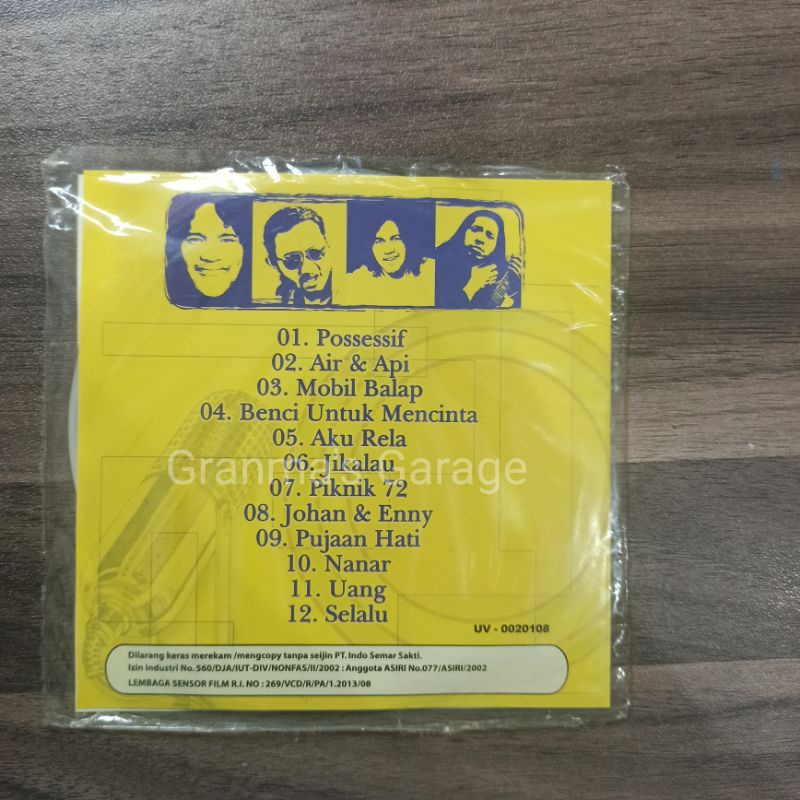 01. Possessif
02. Air & Api
03. Mobil Balap
04. Benci Untuk Mencinta
05. Aku Rela
06. Jikalau
Granma's Garage
07. Piknik 72
08. Johan & Enny
09. Pujaan Hati
10. Nanar
11. Uang
12. Selalu
UV - 0020108
Dilarang keras merekam /mengcopy tanpa seijin PT. Indo Semar Sakti.
Izin industri No. 560/DJA/IUT-DIV/NONFAS/II/2002 : Anggota ASIRI No.077/ASIRI/2002
LEMBAGA SENSOR FILM R.I. NO : 269/VCD/R/PA/1.2013/08